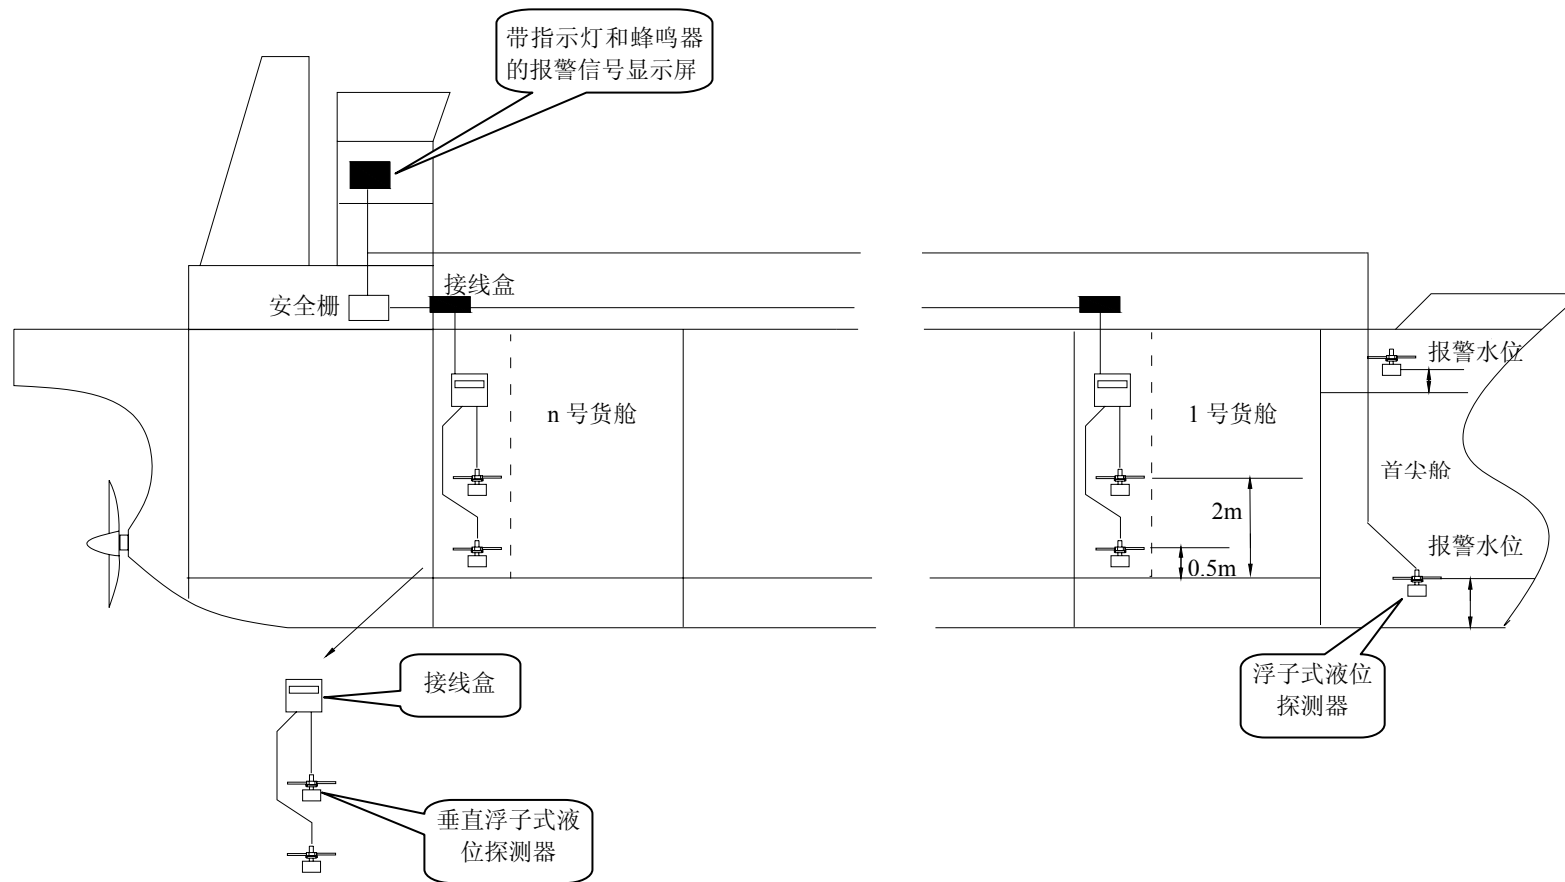 带指示灯和蜂鸣器
的报警信号显示屏
接线盒
安全栅
报警水位
n 号货舱
1 号货舱
首尖舱
2m
报警水位
0.5m
接线盒
浮子式液位
探测器
垂直浮子式液
位探测器